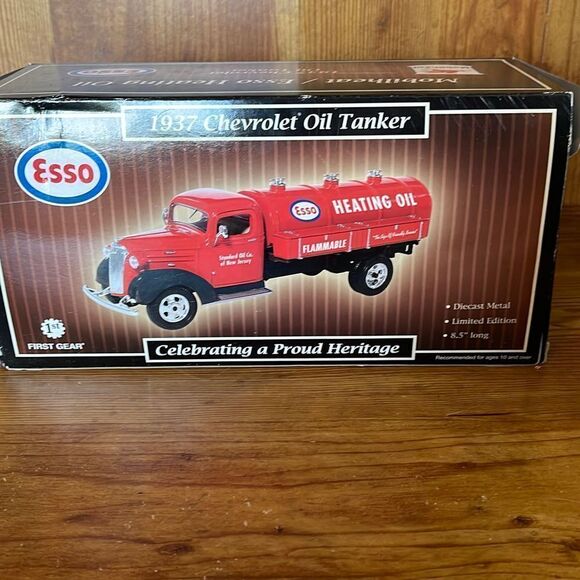 Mobilheat / Esso Heating Oil
1937 Chevrolet Oil Tanker
Esso
Esso
HEATING OIL
FLAMMABLE
Standard Oil Co.
of New Jersey
• Diecast Metal
• Limited Edition
• 8.5" long
1ST
FIRST GEAR®
Celebrating a Proud Heritage
Recommended for ages 10 and over